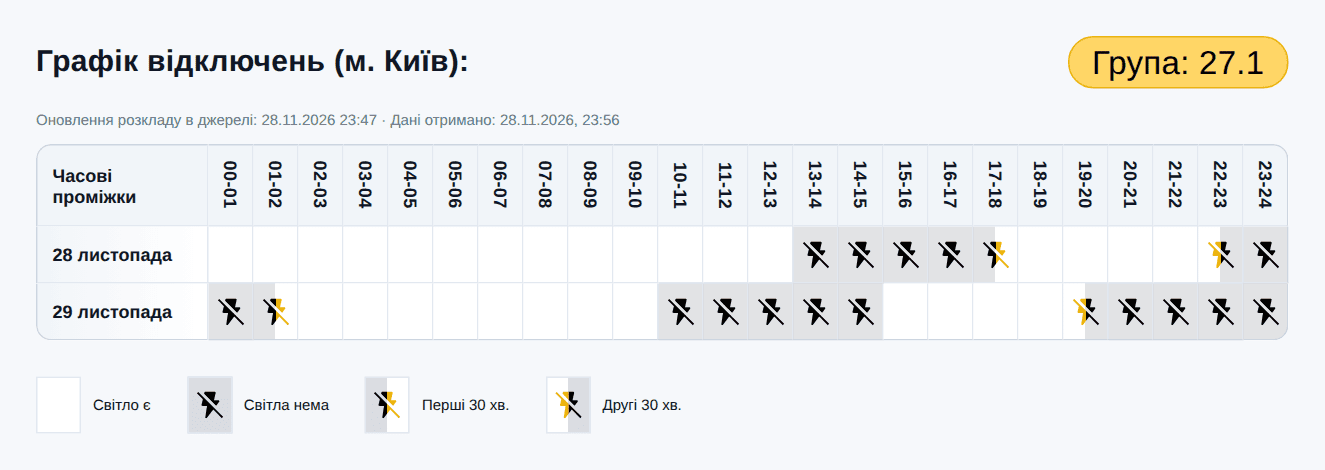 Графік відключень (м. Київ):
Група: 27.1
Оновлення розкладу в джерелі: 28.11.2026 23:47 · Дані отримано: 28.11.2026, 23:56
Часові
проміжки
00-01 01-02 02-03 03-04 04-05 05-06 06-07 07-08 08-09 09-10 10-11 11-12 12-13 13-14 14-15 15-16 16-17 17-18 18-19 19-20 20-21 21-22 22-23 23-24
28 листопада
29 листопада
Світло є
Світла нема
Перші 30 хв.
Другі 30 хв.